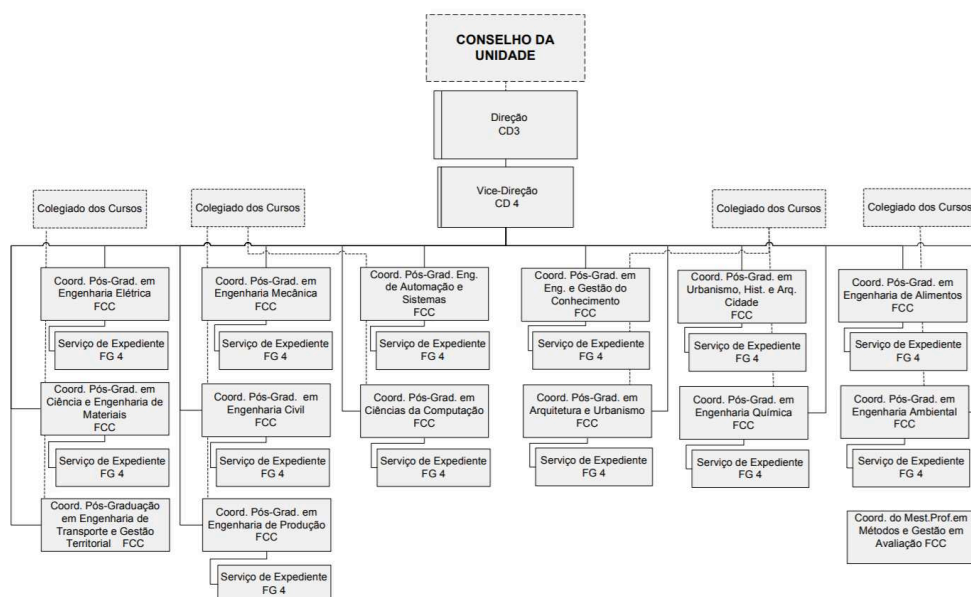 CONSELHO DA
UNIDADE
Direção
CD3
Vice-Direção
CD 4
Colegiado dos Cursos
Colegiado dos Cursos
Colegiado dos Cursos
Colegiado dos Cursos
Coord. Pós-Grad. em
Engenharia Elétrica
FCC
Coord. Pós-Grad. em
Engenharia Mecânica
FCC
Coord. Pós-Grad. Eng.
de Automação e
Sistemas
FCC
Coord. Pós-Grad. em
Eng. e Gestão do
Conhecimento
FCC
Coord. Pós-Grad. em
Urbanismo, Hist. e Arq.
Cidade
FCC
Coord. Pós-Grad. em
Engenharia de Alimentos
FCC
Serviço de Expediente
FG 4
Serviço de Expediente
FG 4
Serviço de Expediente
FG 4
Serviço de Expediente
FG 4
Serviço de Expediente
FG 4
Serviço de Expediente
FG 4
Coord. Pós-Grad. em
Ciência e Engenharia de
Materiais
FCC
Coord. Pós-Grad. em
Engenharia Civil
FCC
Coord. Pós-Grad. em
Ciências da Computação
FCC
Coord. Pós-Grad. em
Arquitetura e Urbanismo
FCC
Coord. Pós-Grad. em
Engenharia Química
FCC
Coord. Pós-Grad. em
Engenharia Ambiental
FCC
Serviço de Expediente
FG 4
Serviço de Expediente
FG 4
Serviço de Expediente
FG 4
Serviço de Expediente
FG 4
Serviço de Expediente
FG 4
Serviço de Expediente
FG 4
Coord. Pós-Graduação
em Engenharia de
Transporte e Gestão
Territorial FCC
Coord. Pós-Grad. em
Engenharia de Produção
FCC
Coord. do Mest.Prof.em
Métodos e Gestão em
Avaliação FCC
Serviço de Expediente
FG 4